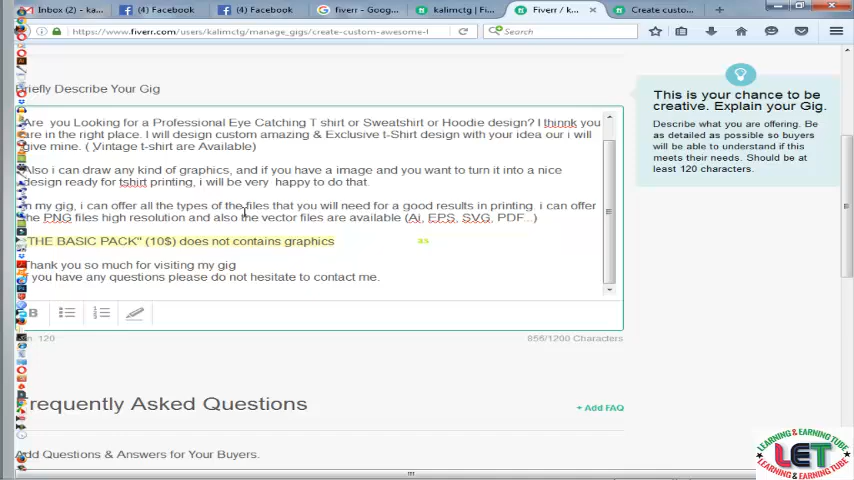 Inbox (2) - ka...
(4) Facebook
(4) Facebook
fiverr - Goog...
kalimctg | Fi...
Fiverr / k...
Create custo...
https://www.fiverr.com/users/kalimctg/manage_gigs/create-custom-awesome-t
Search
Briefly Describe Your Gig
Are you Looking for a Professional Eye Catching T shirt or Sweatshirt or Hoodie design? I thinnk you
are in the right place. I will design custom amazing & Exclusive t-Shirt design with your idea our i will
give mine. ( Vintage t-shirt are Available)
Also i can draw any kind of graphics, and if you have a image and you want to turn it into a nice
design ready for tshirt printing, i will be very happy to do that.
In my gig, i can offer all the types of the files that you will need for a good results in printing. i can offer
the PNG files high resolution and also the vector files are available (Ai, EPS, SVG, PDF...)
"THE BASIC PACK" (10$) does not contains graphics
Thank you so much for visiting my gig
if you have any questions please do not hesitate to contact me.
B
120
856/1200 Characters
This is your chance to be
creative. Explain your Gig.
Describe what you are offering. Be
as detailed as possible so buyers
will be able to understand if this
meets their needs. Should be at
least 120 characters.
Frequently Asked Questions
+ Add FAQ
Add Questions & Answers for Your Buyers.
LEARNING & EARNING TUBE
LET
LEARNING & EARNING TUBE